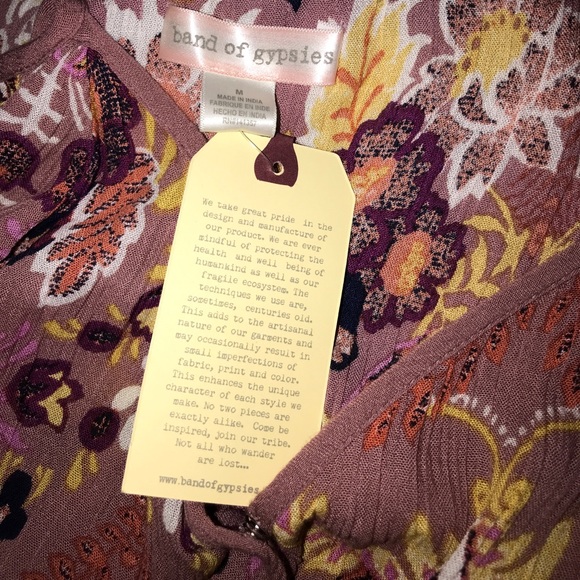 band of gypsies
M
MADE IN INDIA
FABRIQUE EN INDE
HECHO EN INDIA
We take great pride in the
design and manufacture of
our product. We are ever
mindful of protecting the
health and well being of
humankind as well as our
fragile ecosystem. The
techniques we use are,
sometimes, centuries old.
This adds to the artisanal
nature of our garments and
may occasionally result in
small imperfections of
fabric, print and color.
This enhances the unique
character of each style we
make. No two pieces are
exactly alike. Come be
inspired, join our tribe.
Not all who wander
are lost...
www.bandofgypsies.